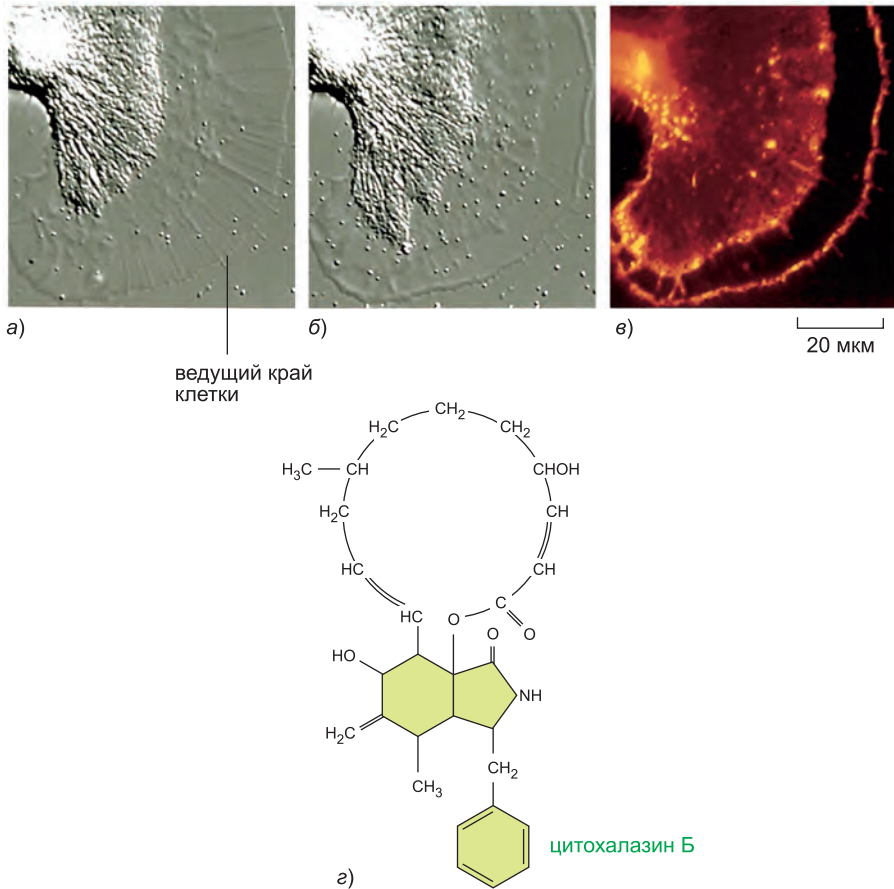 а)
б)
в)
20 мкм
ведущий край
клетки
CH₂
H₂C
CH₂
H₃C
CH
CHOH
H₂C
CH
HC
CH
HC
O
C
O
O
HO
NH
H₂C
CH₃
CH₂
цитохалазин Б
г)